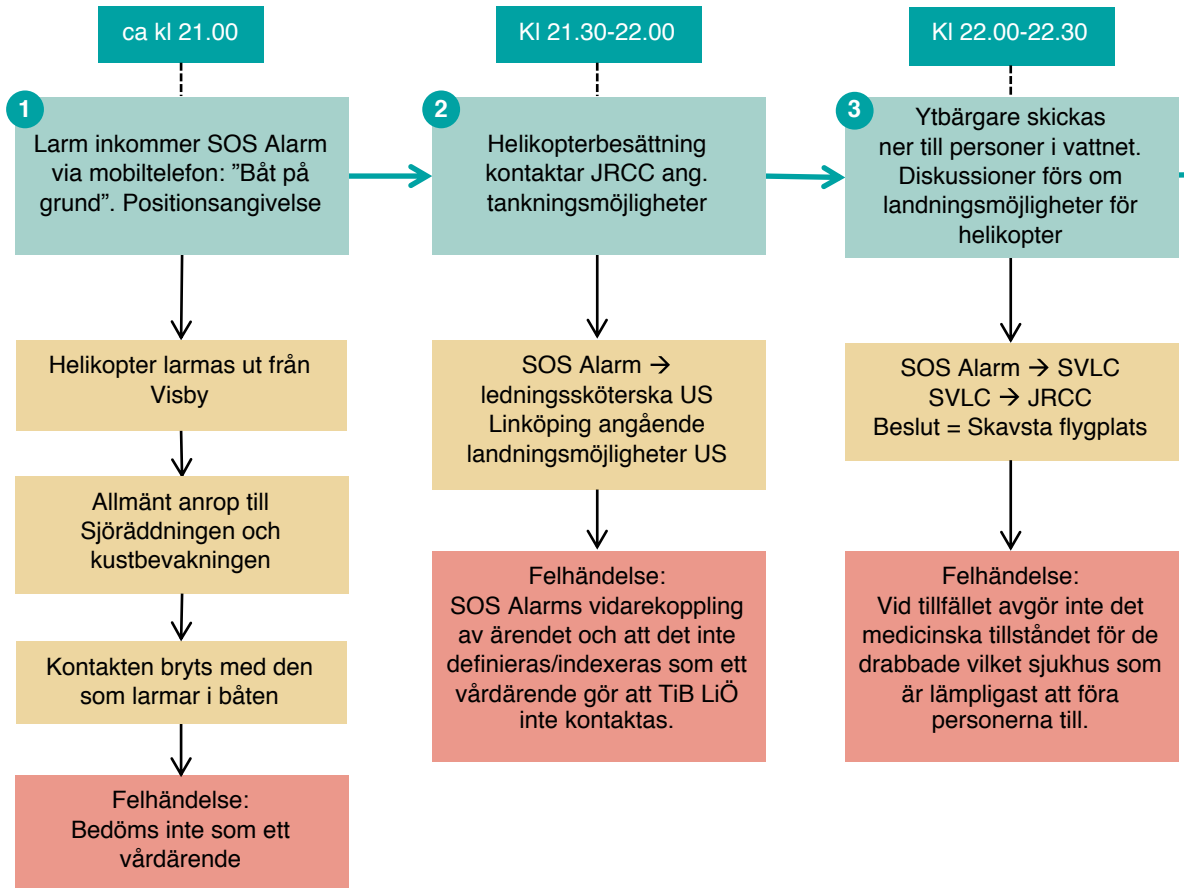 ca kl 21.00
1
Larm inkommer SOS Alarm
via mobiltelefon: ”Båt på
grund”. Positionsangivelse
Helikopter larmas ut från
Visby
Allmänt anrop till
Sjöräddningen och
kustbevakningen
Kontakten bryts med den
som larmar i båten
Felhändelse:
Bedöms inte som ett
vårdärende
Kl 21.30-22.00
2
Helikopterbesättning
kontaktar JRCC ang.
tankningsmöjligheter
SOS Alarm →
ledningssköterska US
Linköping angående
landningsmöjligheter US
Felhändelse:
SOS Alarms vidarekoppling
av ärendet och att det inte
definieras/indexeras som ett
vårdärende gör att TiB LiÖ
inte kontaktas.
Kl 22.00-22.30
3
Ytbärgare skickas
ner till personer i vattnet.
Diskussioner förs om
landningsmöjligheter för
helikopter
SOS Alarm → SVLC
SVLC → JRCC
Beslut = Skavsta flygplats
Felhändelse:
Vid tillfället avgör inte det
medicinska tillståndet för de
drabbade vilket sjukhus som
är lämpligast att föra
personerna till.